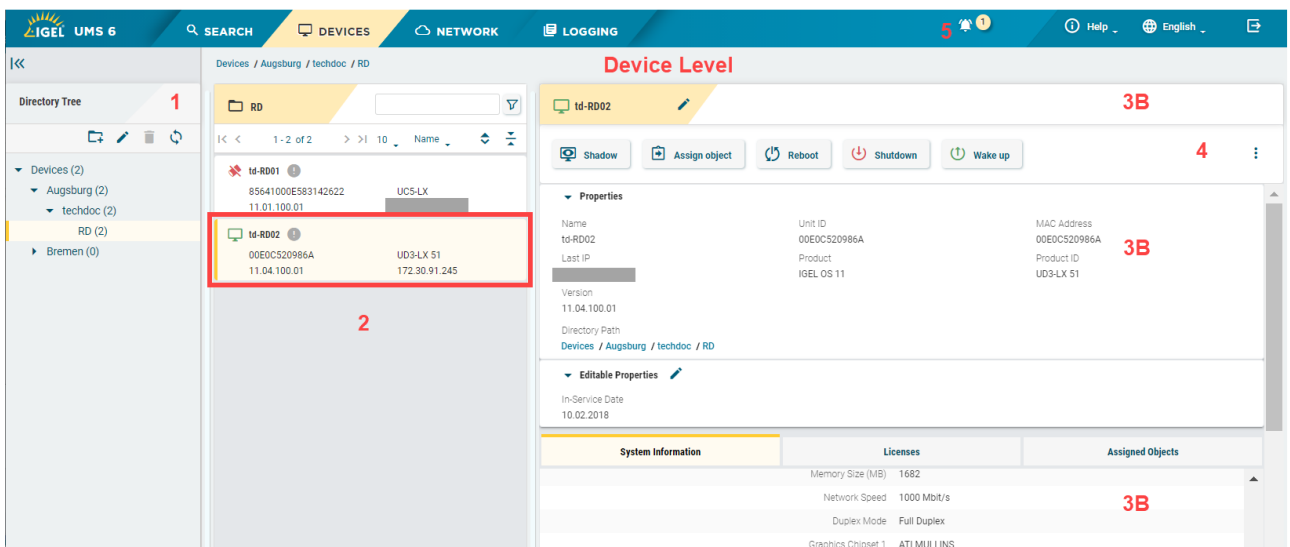 IGEL UMS 6
SEARCH
DEVICES
NETWORK
LOGGING
5
1
Help
English
Devices / Augsburg / techdoc / RD
Device Level
Directory Tree
1
Devices (2)
Augsburg (2)
techdoc (2)
RD (2)
Bremen (0)
RD
1 - 2 of 2
10
Name
td-RD01
85641000E583142622 UC5-LX
11.01.100.01
td-RD02
00E0C520986A UD3-LX 51
11.04.100.01 172.30.91.245
2
td-RD02
3B
Shadow
Assign object
Reboot
Shutdown
Wake up
4
Properties
Name Unit ID MAC Address
td-RD02 00E0C520986A 00E0C520986A
3B
Last IP Product Product ID
IGEL OS 11 UD3-LX 51
Version
11.04.100.01
Directory Path
Devices / Augsburg / techdoc / RD
Editable Properties
In-Service Date
10.02.2018
System Information Licenses Assigned Objects
Memory Size (MB) 1682
Network Speed 1000 Mbit/s
3B
Duplex Mode Full Duplex
Graphics Chipset 1 ATI MULLINS